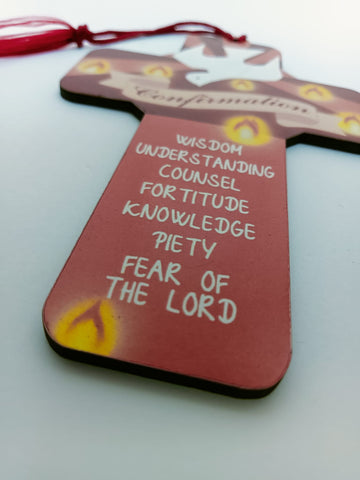 Confirmation
WISDOM
UNDERSTANDING
COUNSEL
FORTITUDE
KNOWLEDGE
PIETY
FEAR OF
THE LORD